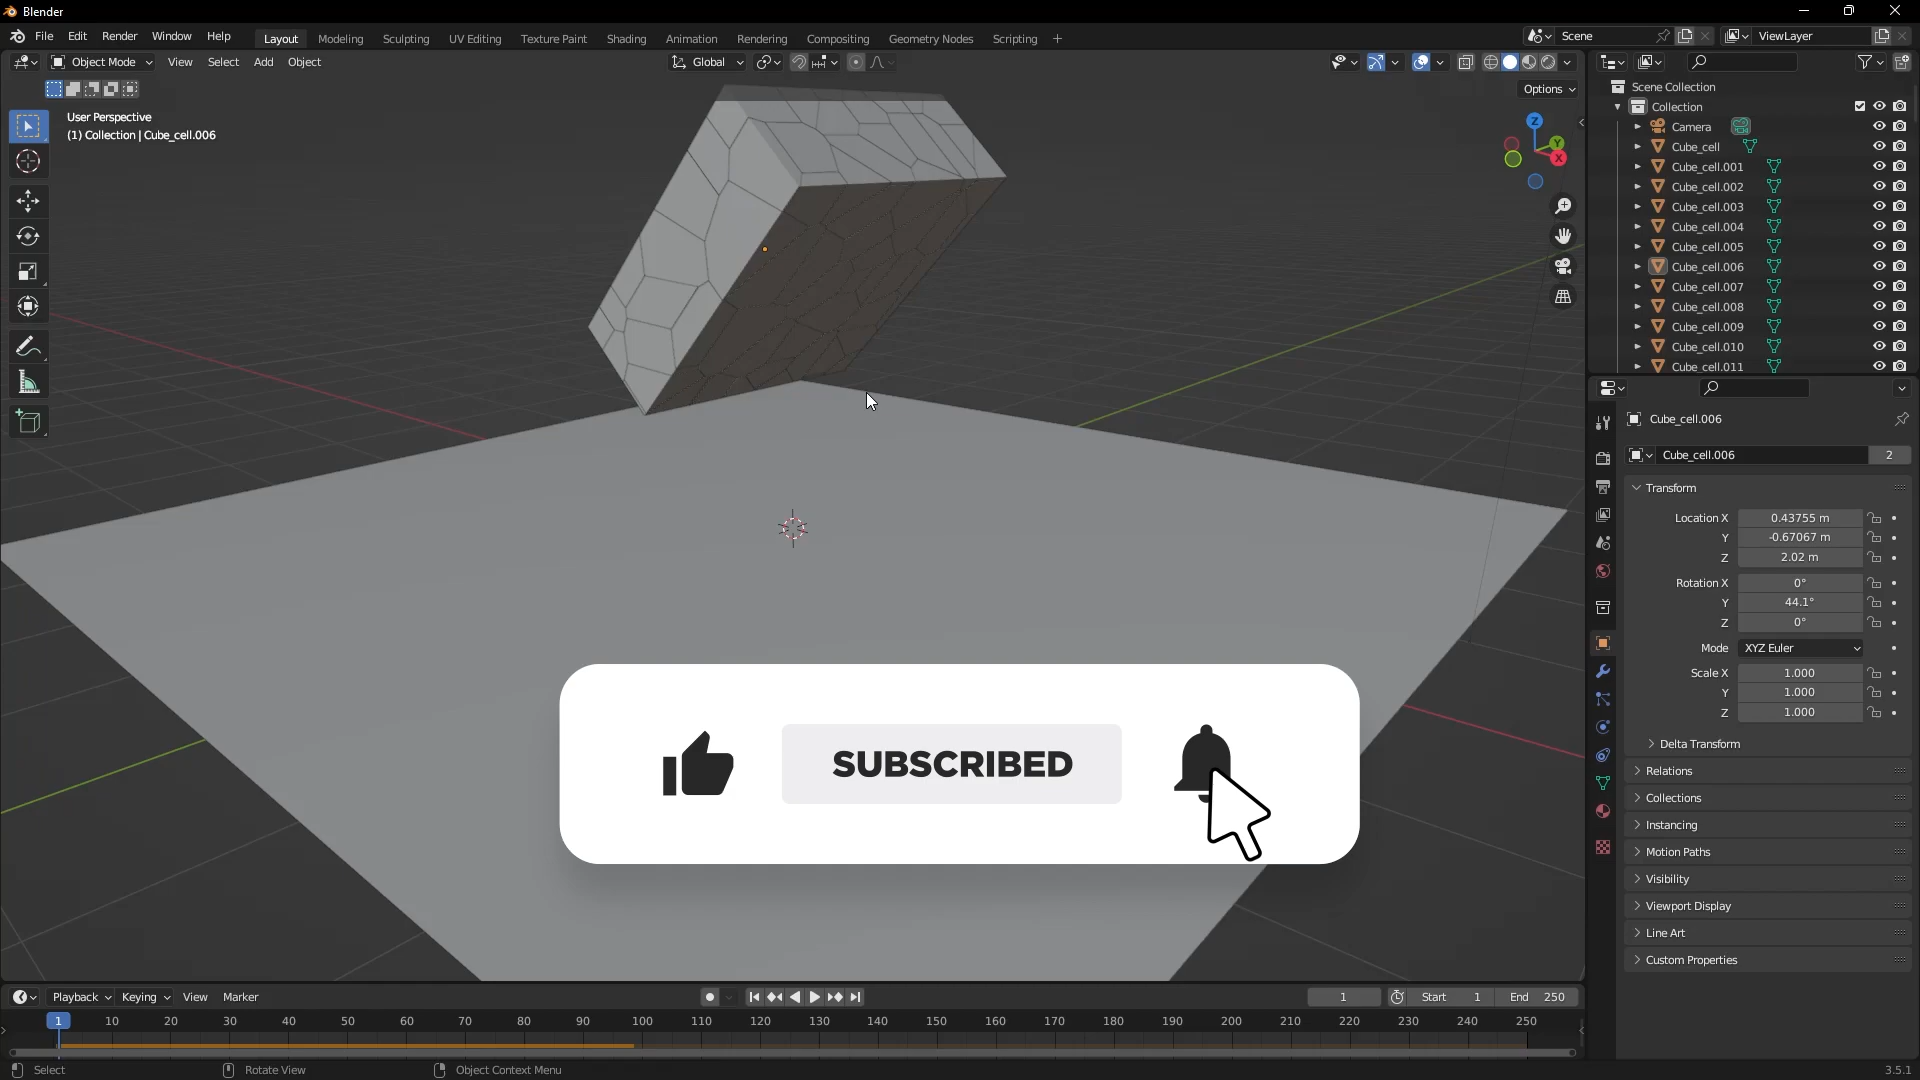 Blender
File Edit Render Window Help Layout Modeling Sculpting UV Editing Texture Paint Shading Animation Rendering Compositing Geometry Nodes Scripting + Scene ViewLayer
Object Mode View Select Add Object Global
Options
User Perspective
(1) Collection | Cube_cell.006
Z
Y
X
Scene Collection
Collection
Camera
Cube_cell
Cube_cell.001
Cube_cell.002
Cube_cell.003
Cube_cell.004
Cube_cell.005
Cube_cell.006
Cube_cell.007
Cube_cell.008
Cube_cell.009
Cube_cell.010
Cube_cell.011
Cube_cell.006
Cube_cell.006 2
Transform
Location X 0.43755 m
Y -0.67067 m
Z 2.02 m
Rotation X 0°
Y 44.1°
Z 0°
Mode XYZ Euler
Scale X 1.000
Y 1.000
Z 1.000
Delta Transform
Relations
Collections
Instancing
Motion Paths
Visibility
Viewport Display
Line Art
Custom Properties
SUBSCRIBED
Playback Keying View Marker 1 Start 1 End 250
1 10 20 30 40 50 60 70 80 90 100 110 120 130 140 150 160 170 180 190 200 210 220 230 240 250
Select Rotate View Object Context Menu 3.5.1